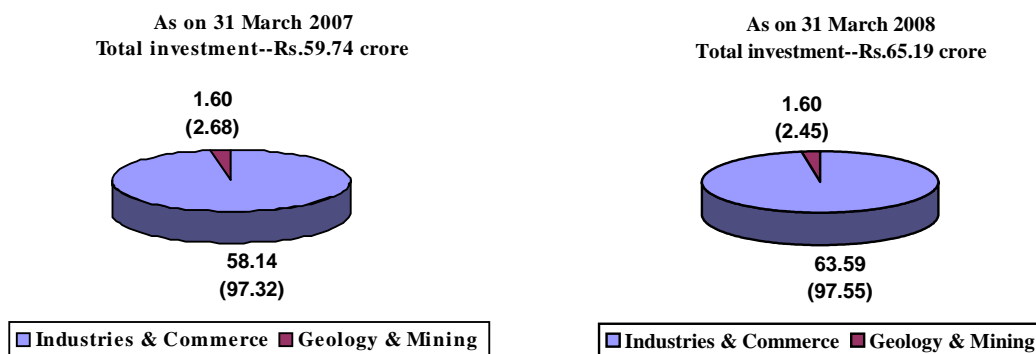 As on 31 March 2007
Total investment--Rs.59.74 crore
1.60
(2.68)
58.14
(97.32)
Industries & Commerce Geology & Mining
As on 31 March 2008
Total investment--Rs.65.19 crore
1.60
(2.45)
63.59
(97.55)
Industries & Commerce Geology & Mining